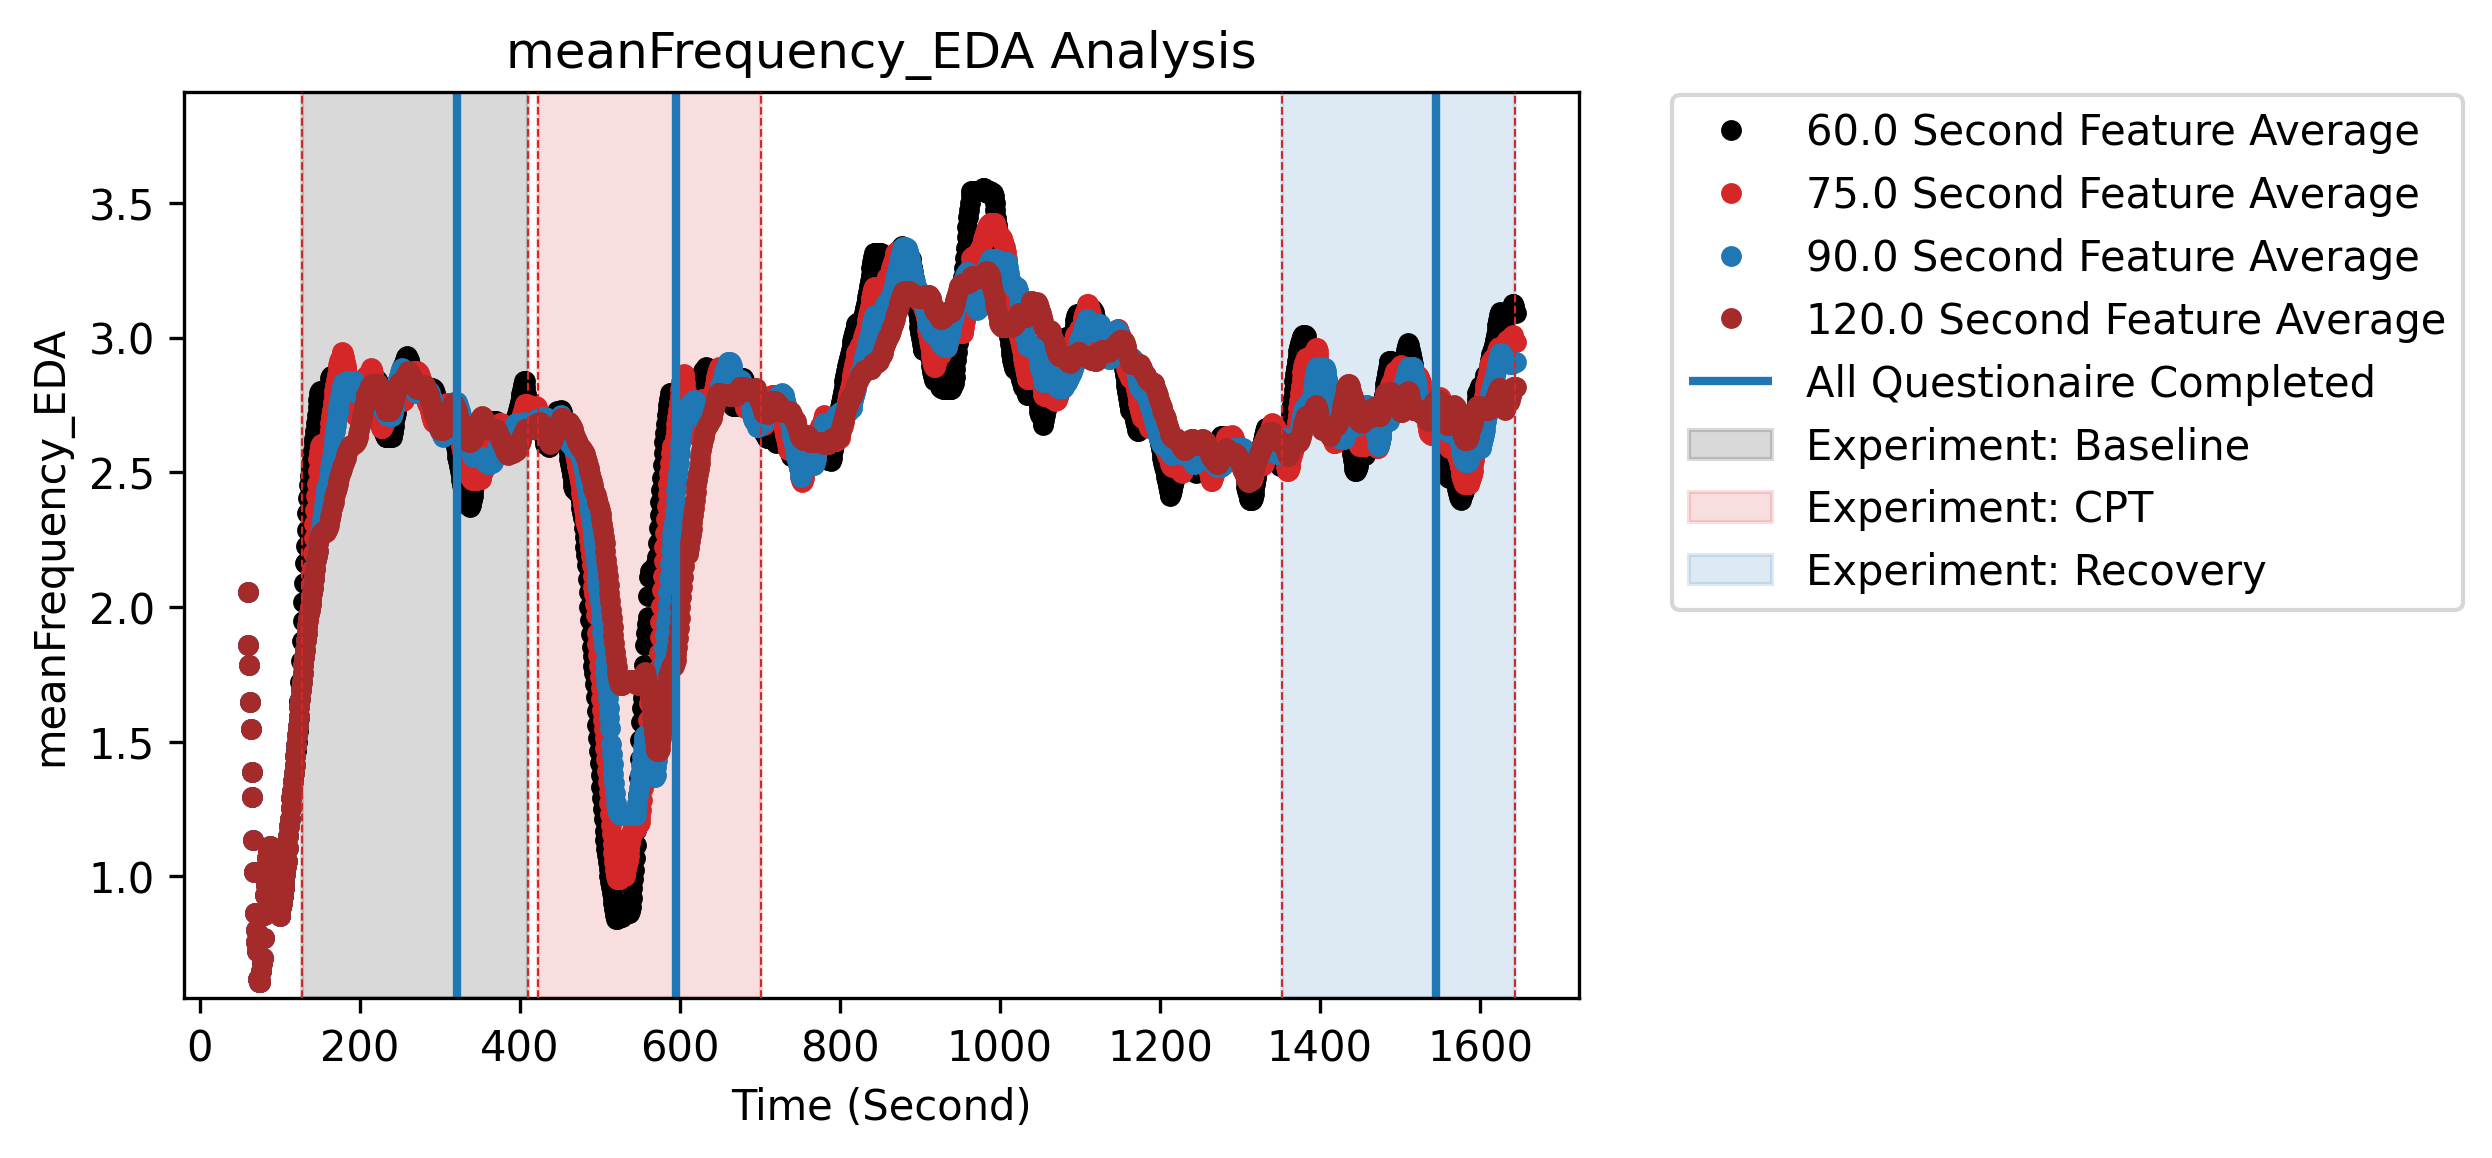 meanFrequency_EDA Analysis
meanFrequency_EDA
3.5
3.0
2.5
2.0
1.5
1.0
0 200 400 600 800 1000 1200 1400 1600
Time (Second)
60.0 Second Feature Average
75.0 Second Feature Average
90.0 Second Feature Average
120.0 Second Feature Average
All Questionaire Completed
Experiment: Baseline
Experiment: CPT
Experiment: Recovery